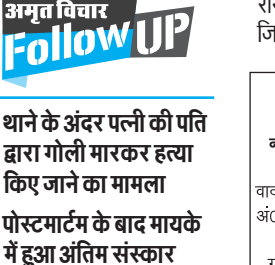 अमृत विचार
Follow UP
थाने के अंदर पत्नी की पति
द्वारा गोली मारकर हत्या
किए जाने का मामला
पोस्टमार्टम के बाद मायके
में हुआ अंतिम संस्कार